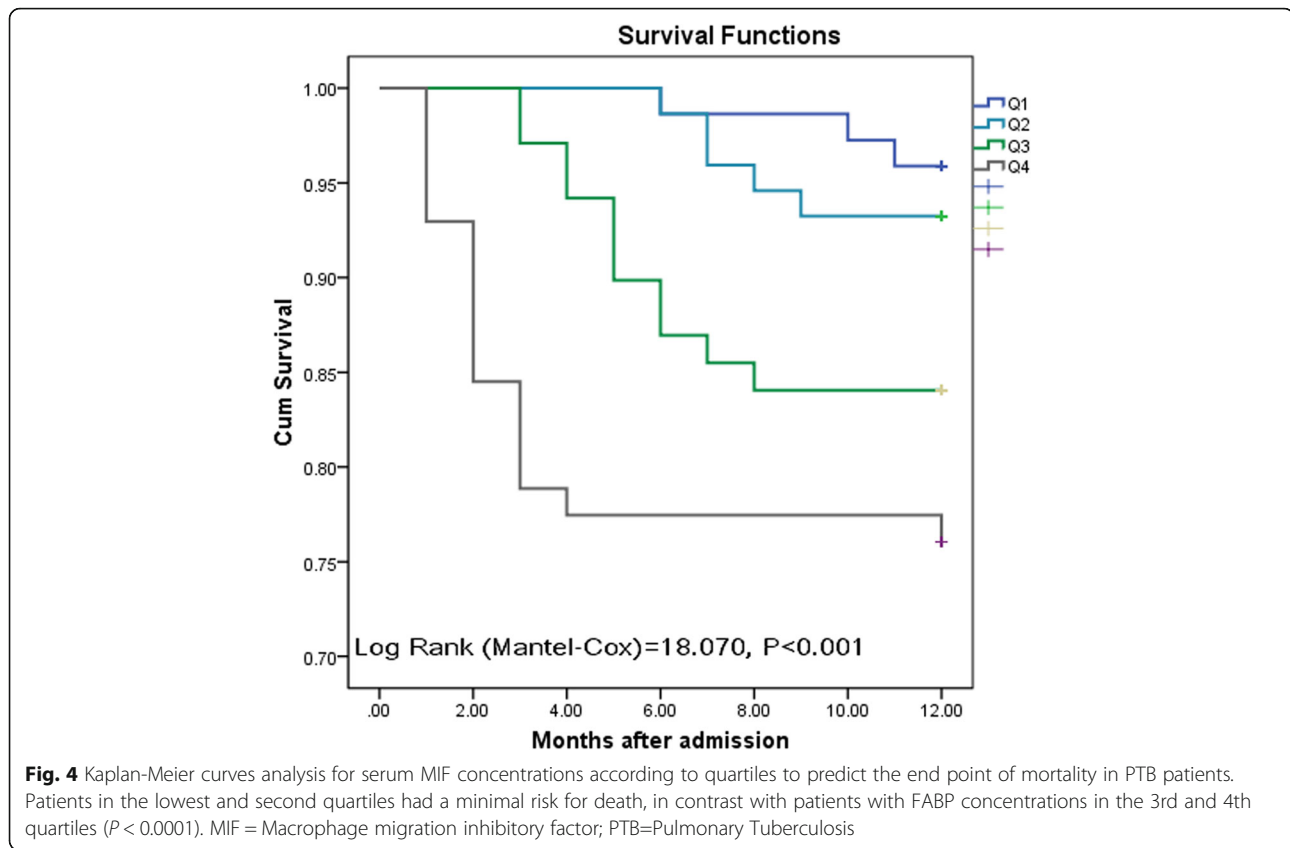 Survival Functions
1.00
0.95
0.90
0.85
0.80
0.75
0.70
Cum Survival
Q1
Q2
Q3
Q4
Log Rank (Mantel-Cox)=18.070, P<0.001
.00 2.00 4.00 6.00 8.00 10.00 12.00
Months after admission
Fig. 4 Kaplan-Meier curves analysis for serum MIF concentrations according to quartiles to predict the end point of mortality in PTB patients.
Patients in the lowest and second quartiles had a minimal risk for death, in contrast with patients with FABP concentrations in the 3rd and 4th
quartiles (P < 0.0001). MIF = Macrophage migration inhibitory factor; PTB=Pulmonary Tuberculosis